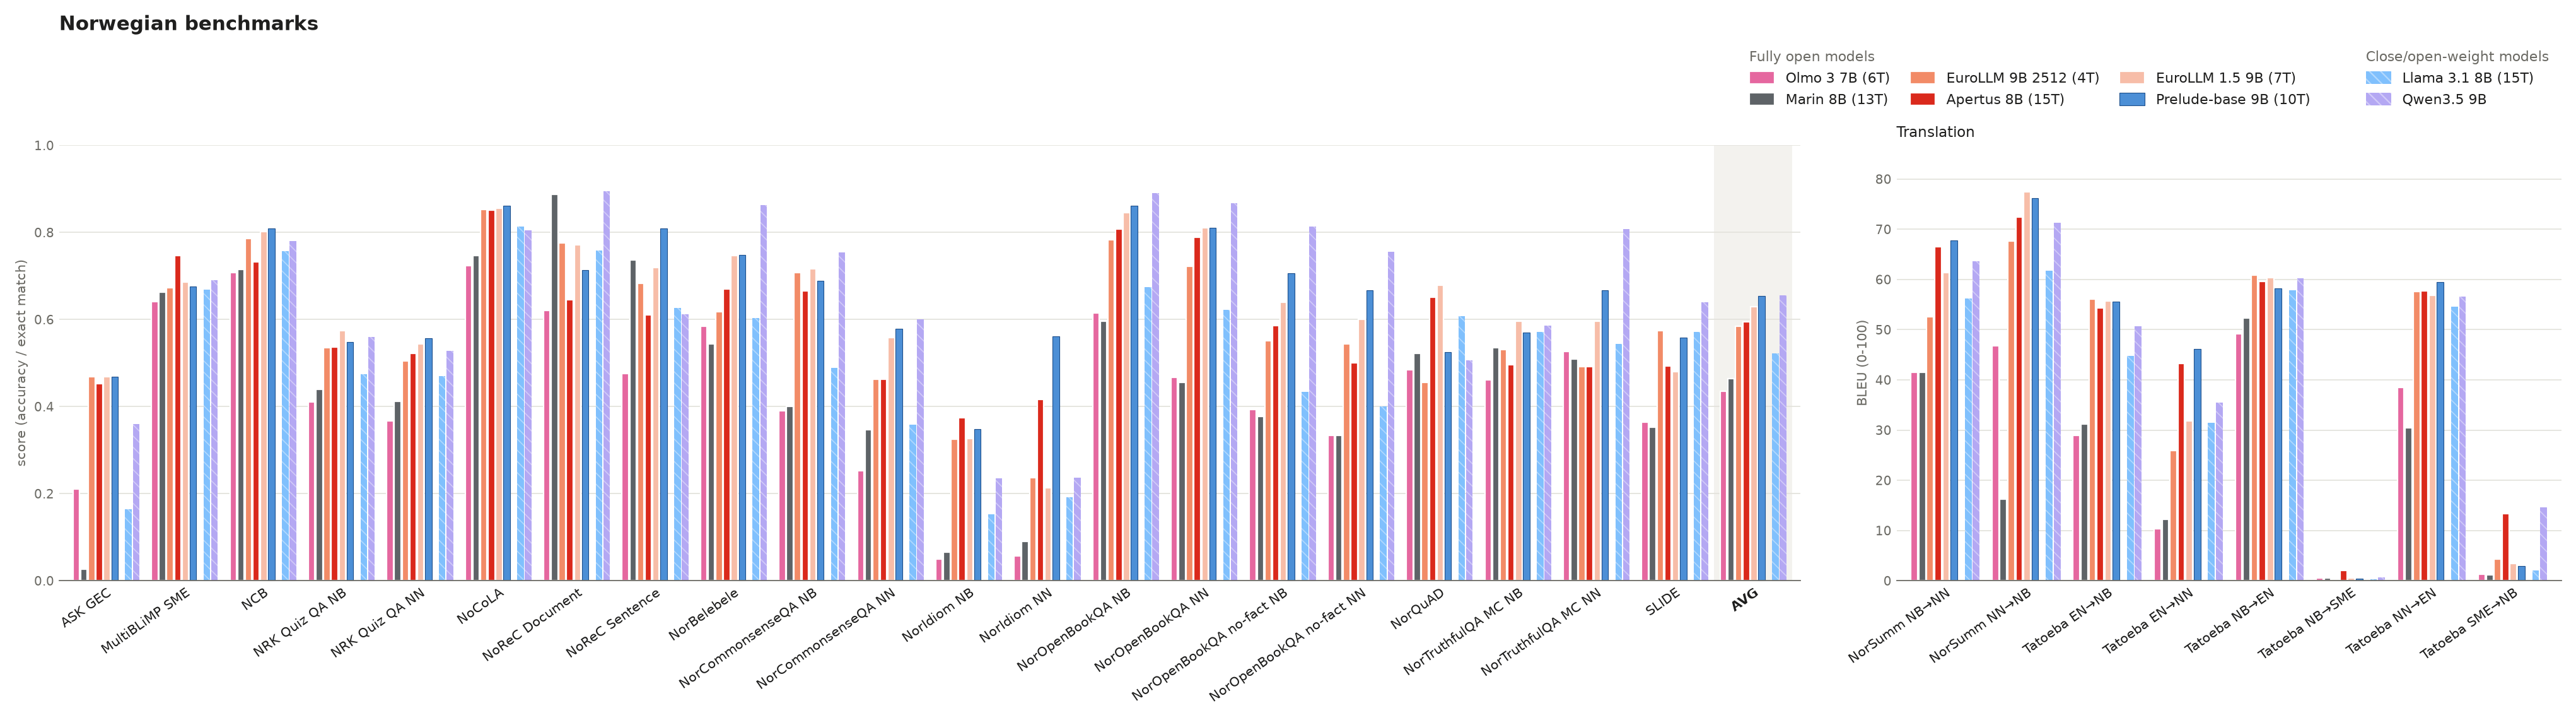 Norwegian benchmarks
Fully open models
Close/open-weight models
Olmo 3 7B (6T)
EuroLLM 9B 2512 (4T)
EuroLLM 1.5 9B (7T)
Llama 3.1 8B (15T)
Marin 8B (13T)
Apertus 8B (15T)
Prelude-base 9B (10T)
Qwen3.5 9B
score (accuracy / exact match)
1.0
0.8
0.6
0.4
0.2
0.0
ASK GEC
MultiBLiMP SME
NCB
NRK Quiz QA NB
NRK Quiz QA NN
NoCoLA
NoReC Document
NoReC Sentence
NorBelebele
NorCommonsenseQA NB
NorCommonsenseQA NN
NorIdiom NB
NorIdiom NN
NorOpenBookQA NB
NorOpenBookQA NN
NorOpenBookQA no-fact NB
NorOpenBookQA no-fact NN
NorQuAD
NorTruthfulQA MC NB
NorTruthfulQA MC NN
SLIDE
AVG
Translation
BLEU (0-100)
80
70
60
50
40
30
20
10
0
NorSumm NB→NN
NorSumm NN→NB
Tatoeba EN→NB
Tatoeba EN→NN
Tatoeba NB→EN
Tatoeba NB→SME
Tatoeba NN→EN
Tatoeba SME→NB